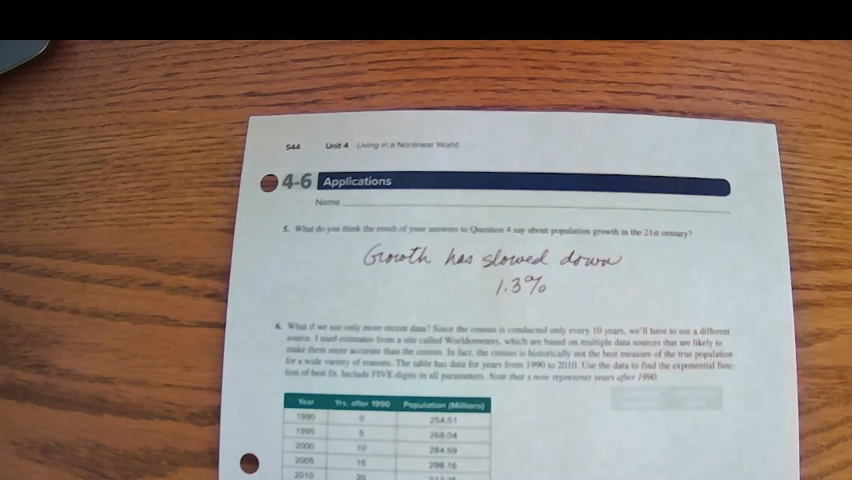 544 Unit 4 Living in a Nonlinear World
4-6 Applications
Name
5. What do you think the result of your answers to Question 4 say about population growth in the 21st century?
Growth has slowed down
1.3%
6. What if we use only more recent data? Since the census is conducted only every 10 years, we'll have to use a different
source. I used estimates from a site called Worldometers, which are based on multiple data sources that are likely to
make them more accurate than the census. In fact, the census is historically not the best measure of the true population
for a wide variety of reasons. The table has data for years from 1990 to 2010. Use the data to find the exponential func-
tion of best fit. Include FIVE digits in all parameters. Note that x now represents years after 1990.
Year Yrs. after 1990 Population (Millions)
1990 0 254.51
1995 5 268.04
2000 10 284.59
2005 15 298.16
2010 20